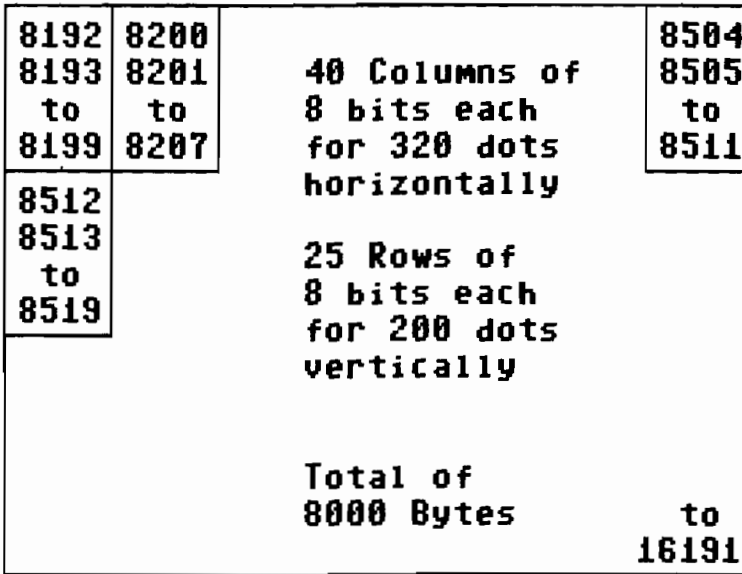 8192 8200 8504
8193 8201 40 Columns of 8505
to to 8 bits each to
8199 8207 for 320 dots 8511
horizontally
8512
8513
25 Rows of
to
8 bits each
8519
for 200 dots
vertically
Total of
8000 Bytes to
16191